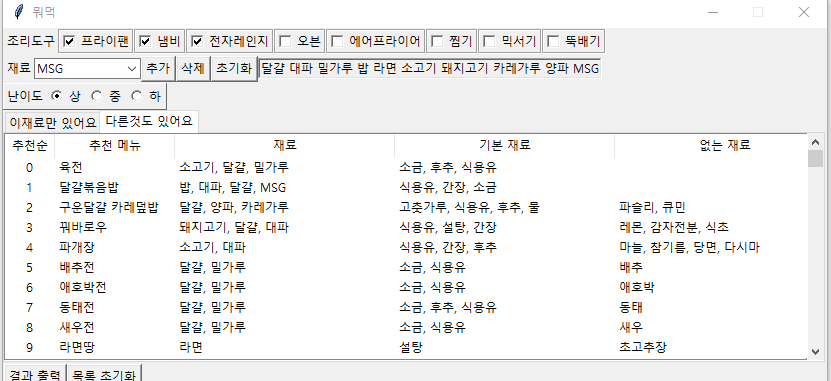 뭐먹
조리도구 프라이팬 냄비 전자레인지 오븐 에어프라이어 찜기 믹서기 뚝배기
재료 MSG 추가 삭제 초기화 달걀 대파 밀가루 밥 라면 소고기 돼지고기 카레가루 양파 MSG
난이도 상 중 하
이재료만 있어요 다른것도 있어요
추천순 추천 메뉴 재료 기본 재료 없는 재료
0 육전 소고기, 달걀, 밀가루 소금, 후추, 식용유
1 달걀볶음밥 밥, 대파, 달걀, MSG 식용유, 간장, 소금
2 구운달걀 카레덮밥 달걀, 양파, 카레가루 고춧가루, 식용유, 후추, 물 파슬리, 큐민
3 꿔바로우 돼지고기, 달걀, 대파 식용유, 설탕, 간장 레몬, 감자전분, 식초
4 파개장 소고기, 대파 식용유, 간장, 후추 마늘, 참기름, 당면, 다시마
5 배추전 달걀, 밀가루 소금, 식용유 배추
6 애호박전 달걀, 밀가루 소금, 식용유 애호박
7 동태전 달걀, 밀가루 소금, 후추, 식용유 동태
8 새우전 달걀, 밀가루 소금, 식용유 새우
9 라면땅 라면 설탕 초고추장
결과 출력 목록 초기화